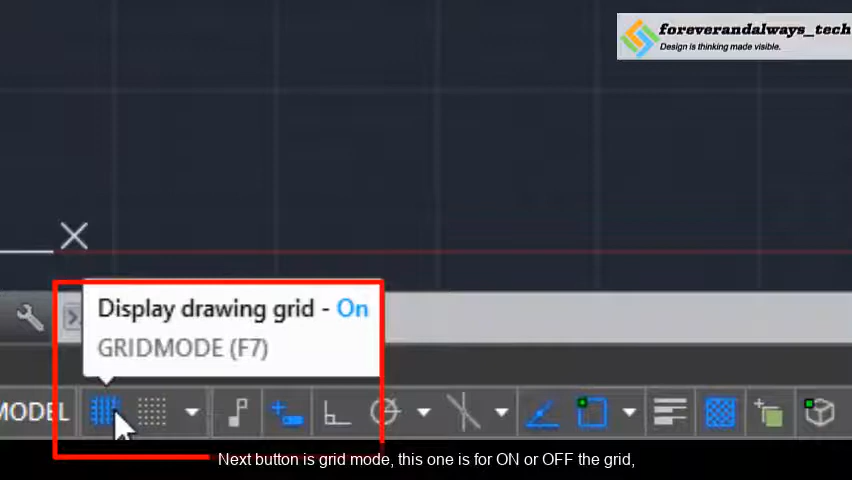 foreverandalways_tech
Design is thinking made visible.
Display drawing grid - On
GRIDMODE (F7)
MODEL
Next button is grid mode, this one is for ON or OFF the grid,